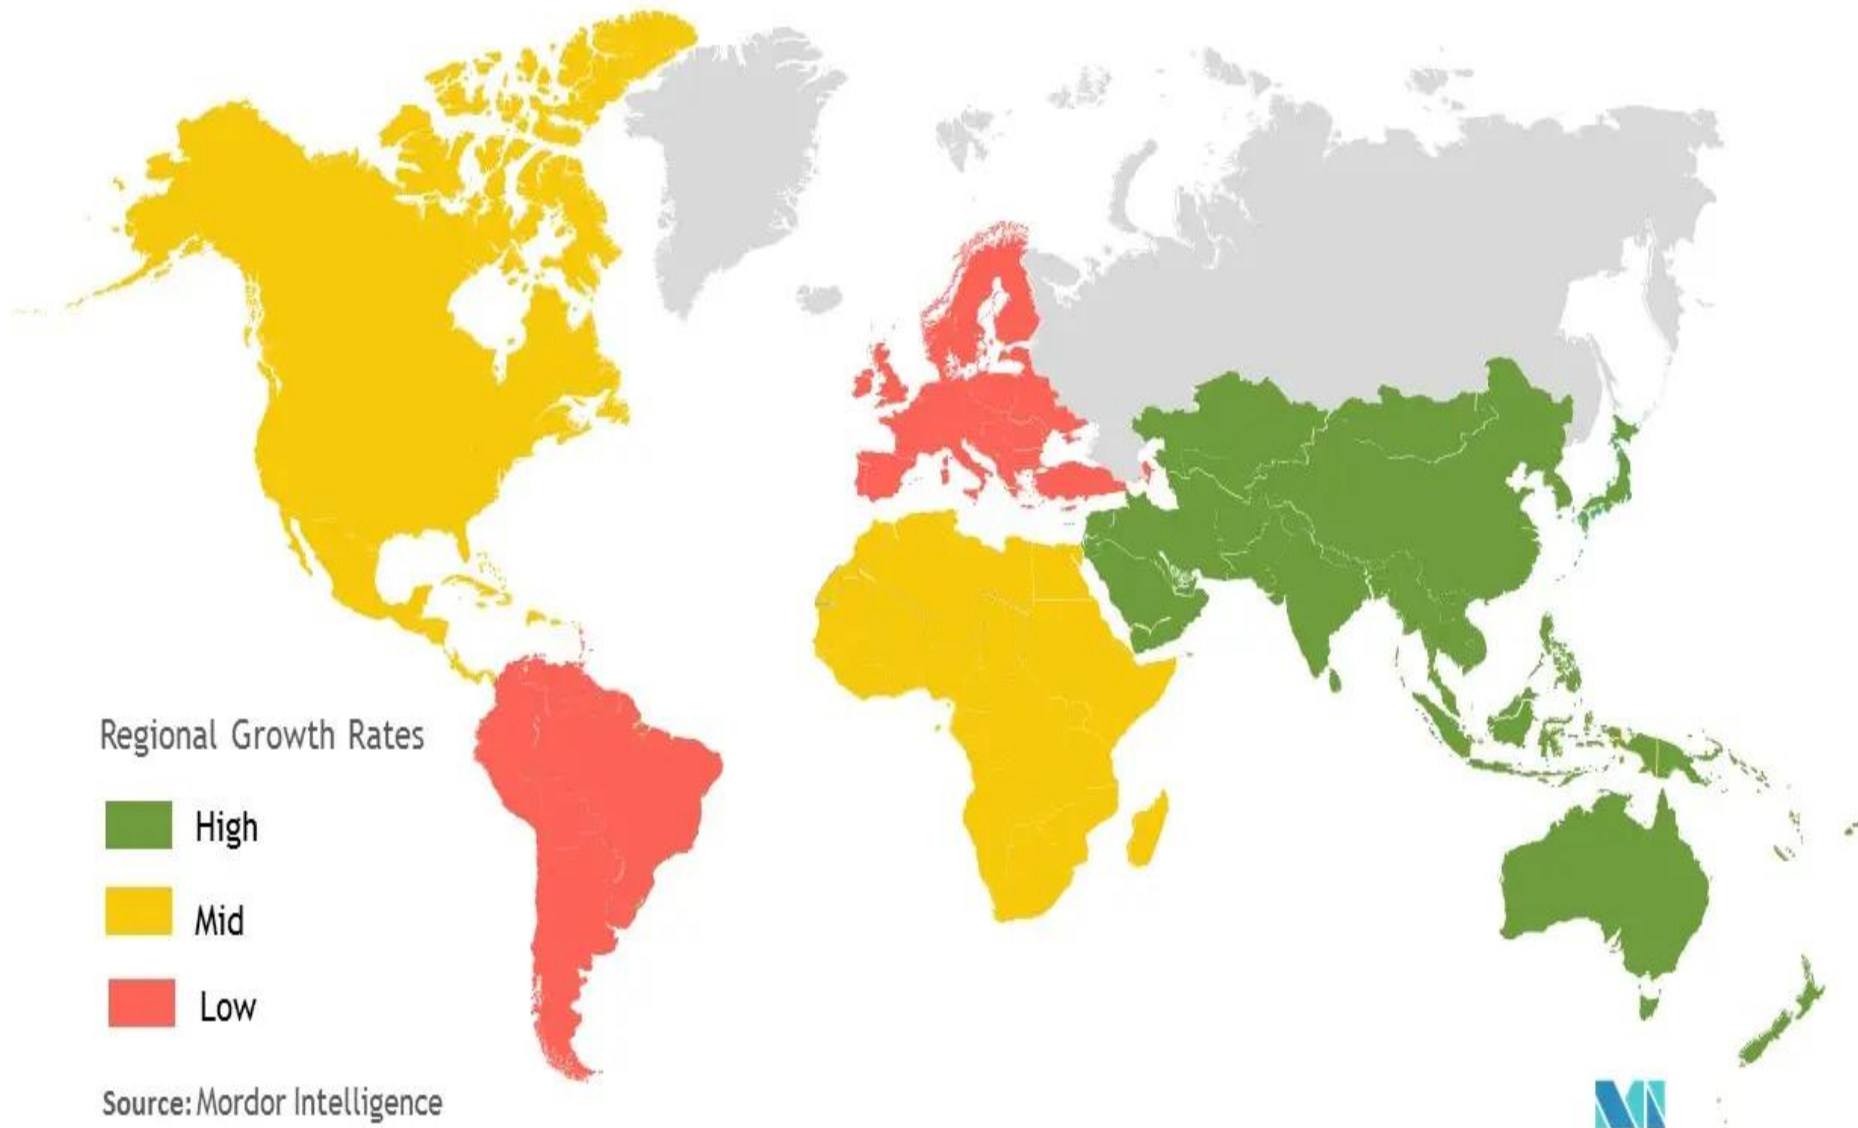 Regional Growth Rates
High
Mid
Low
Source: Mordor Intelligence